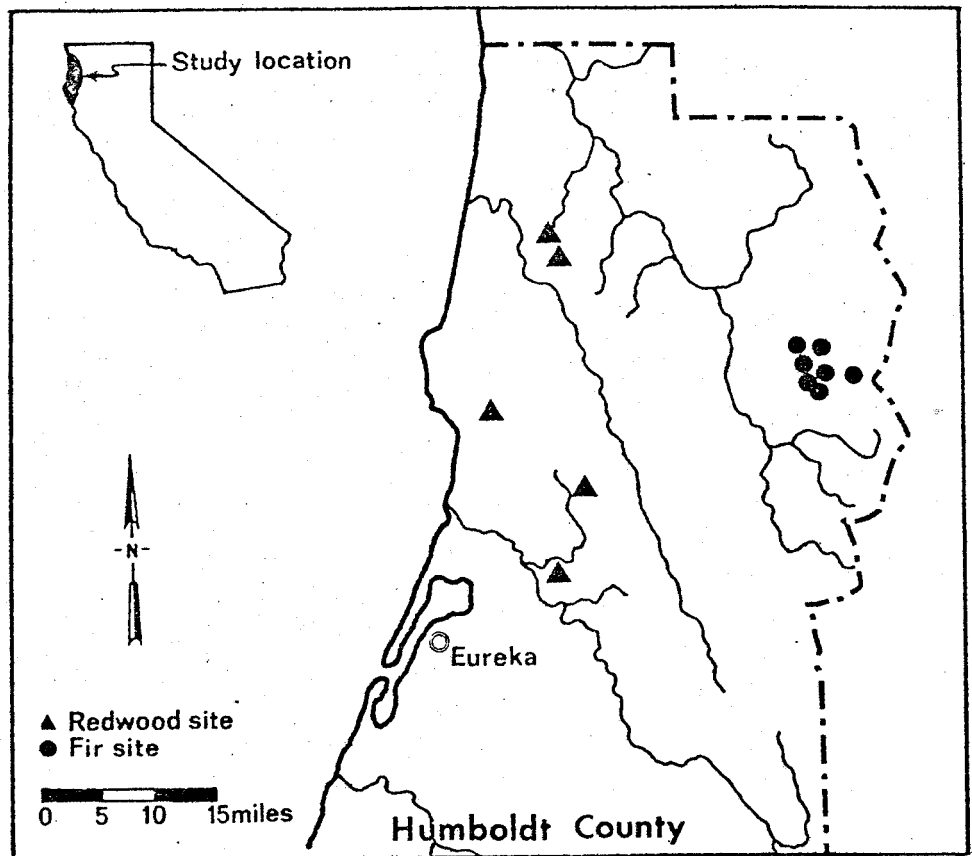 Study location
-N-
Eureka
▲ Redwood site
● Fir site
0 5 10 15miles
Humboldt County